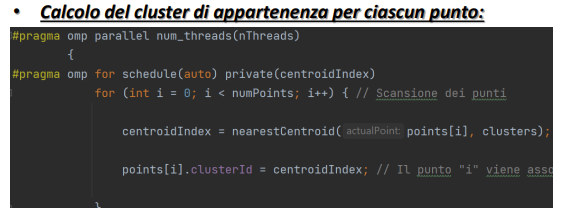 • Calcolo del cluster di appartenenza per ciascun punto:
#pragma omp parallel num_threads(nThreads)
{
#pragma omp for schedule(auto) private(centroidIndex)
for (int i = 0; i < numPoints; i++) { // Scansione dei punti
centroidIndex = nearestCentroid( actualPoint: points[i], clusters);
points[i].clusterId = centroidIndex; // Il punto "i" viene asso
}